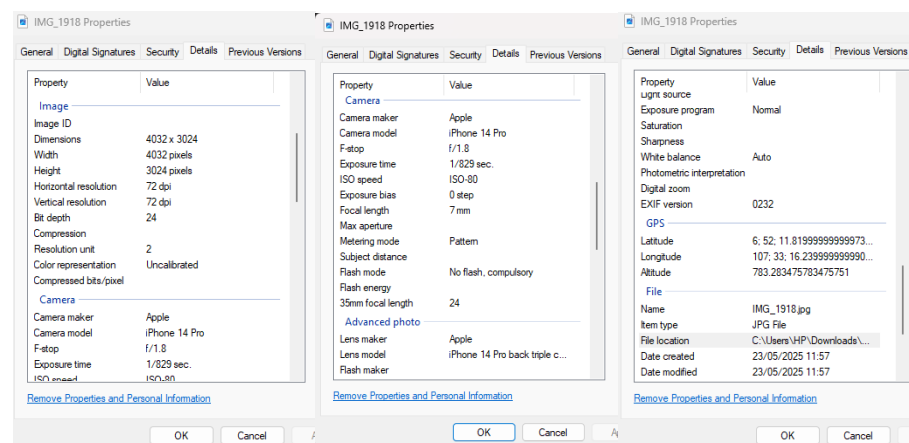 IMG_1918 Properties
General Digital Signatures Security Details Previous Versions
Property Value
Image
Image ID
Dimensions 4032 x 3024
Width 4032 pixels
Height 3024 pixels
Horizontal resolution 72 dpi
Vertical resolution 72 dpi
Bit depth 24
Compression
Resolution unit 2
Color representation Uncalibrated
Compressed bits/pixel
Camera
Camera maker Apple
Camera model iPhone 14 Pro
F-stop f/1.8
Exposure time 1/829 sec.
ISO speed ISO-80
Remove Properties and Personal Information
OK Cancel
IMG_1918 Properties
General Digital Signatures Security Details Previous Versions
Property Value
Camera
Camera maker Apple
Camera model iPhone 14 Pro
F-stop f/1.8
Exposure time 1/829 sec.
ISO speed ISO-80
Exposure bias 0 step
Focal length 7 mm
Max aperture
Metering mode Pattern
Subject distance
Flash mode No flash, compulsory
Flash energy
35mm focal length 24
Advanced photo
Lens maker Apple
Lens model iPhone 14 Pro back triple c...
Flash maker
Remove Properties and Personal Information
OK Cancel
IMG_1918 Properties
General Digital Signatures Security Details Previous Versions
Property Value
Light source
Exposure program Normal
Saturation
Sharpness
White balance Auto
Photometric interpretation
Digital zoom
EXIF version 0232
GPS
Latitude 6; 52; 11.81999999999973...
Longitude 107; 33; 16.239999999990...
Altitude 783.283475783475751
File
Name IMG_1918.jpg
Item type JPG File
File location C:\Users\HP\Downloads\...
Date created 23/05/2025 11:57
Date modified 23/05/2025 11:57
Remove Properties and Personal Information
OK Cancel